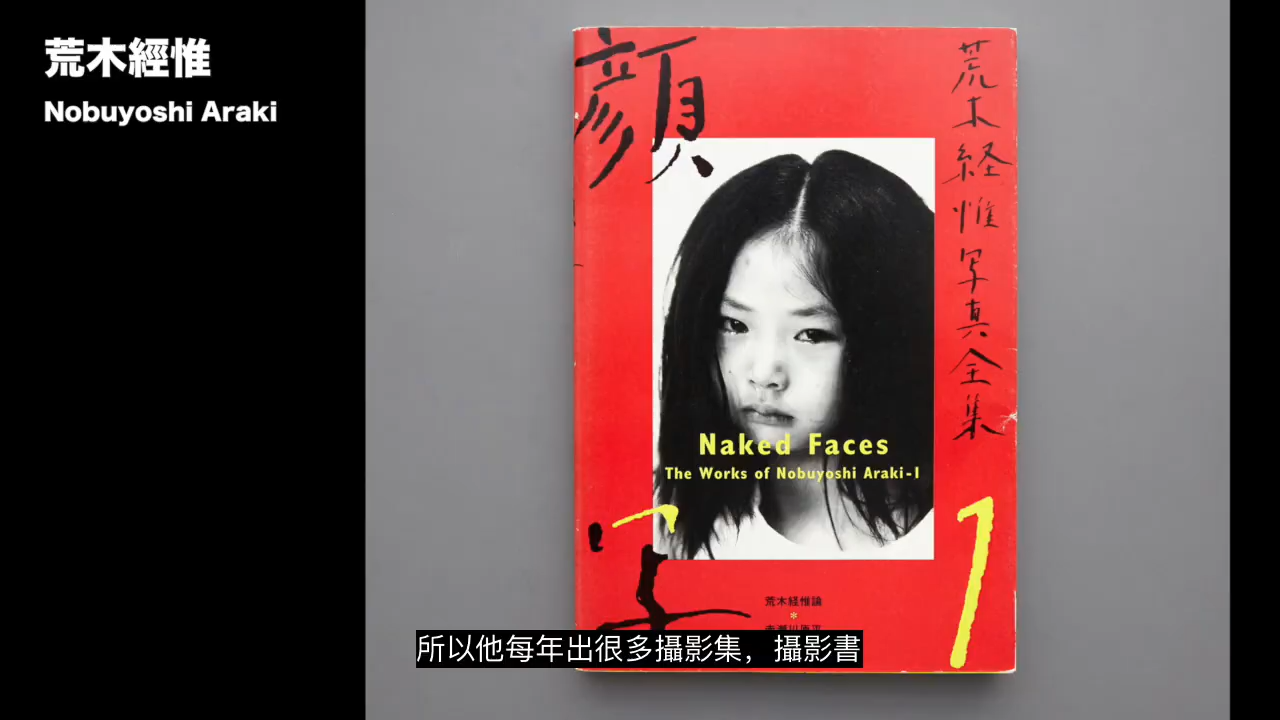 荒木經惟
Nobuyoshi Araki
顔写
荒木経惟写真全集
Naked Faces
The Works of Nobuyoshi Araki-1
1
荒木経惟論
*
所以他每年出很多攝影集，攝影書